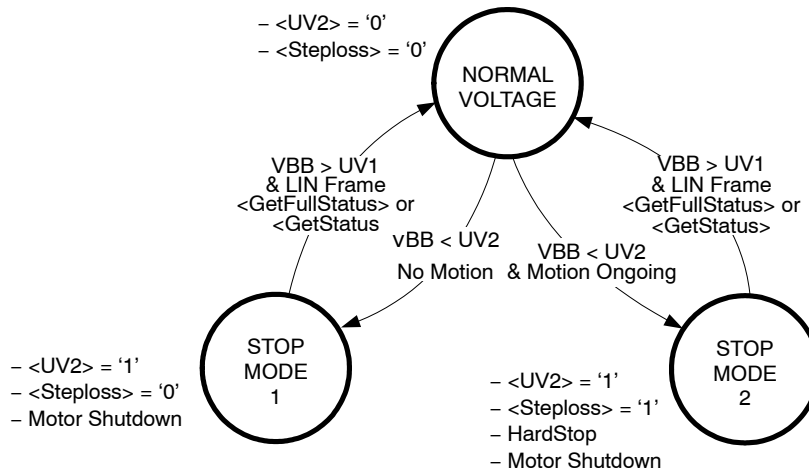 – <UV2> = ‘0’
– <Steploss> = ‘0’
NORMAL
VOLTAGE
VBB > UV1
& LIN Frame
<GetFullStatus> or
<GetStatus
vBB < UV2
No Motion
VBB < UV2
& Motion Ongoing
VBB > UV1
& LIN Frame
<GetFullStatus> or
<GetStatus>
STOP
MODE
1
– <UV2> = ‘1’
– <Steploss> = ‘0’
– Motor Shutdown
STOP
MODE
2
– <UV2> = ‘1’
– <Steploss> = ‘1’
– HardStop
– Motor Shutdown